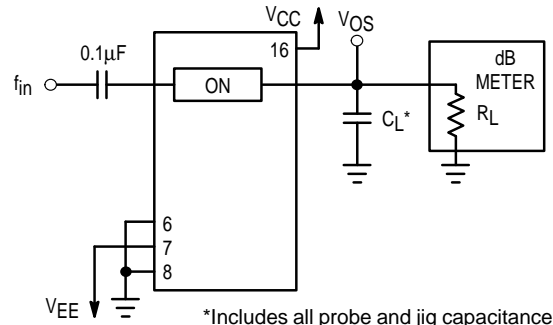 VCC
VOS
16
0.1μF
dB
METER
fin
ON
CL*
RL
6
7
8
VEE
*Includes all probe and jig capacitance